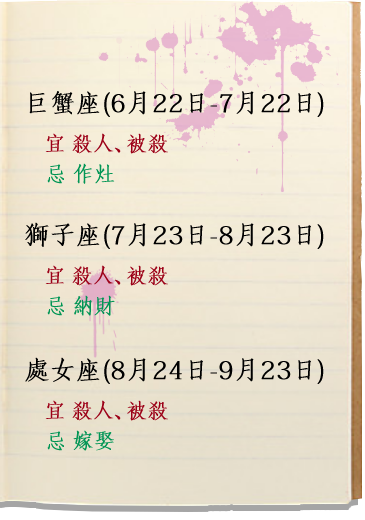 巨蟹座(6月22日-7月22日)
宜 殺人、被殺
忌 作灶
獅子座(7月23日-8月23日)
宜 殺人、被殺
忌 納財
處女座(8月24日-9月23日)
宜 殺人、被殺
忌 嫁娶